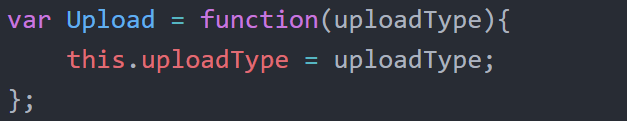 var Upload = function(uploadType){
    this.uploadType = uploadType;
};